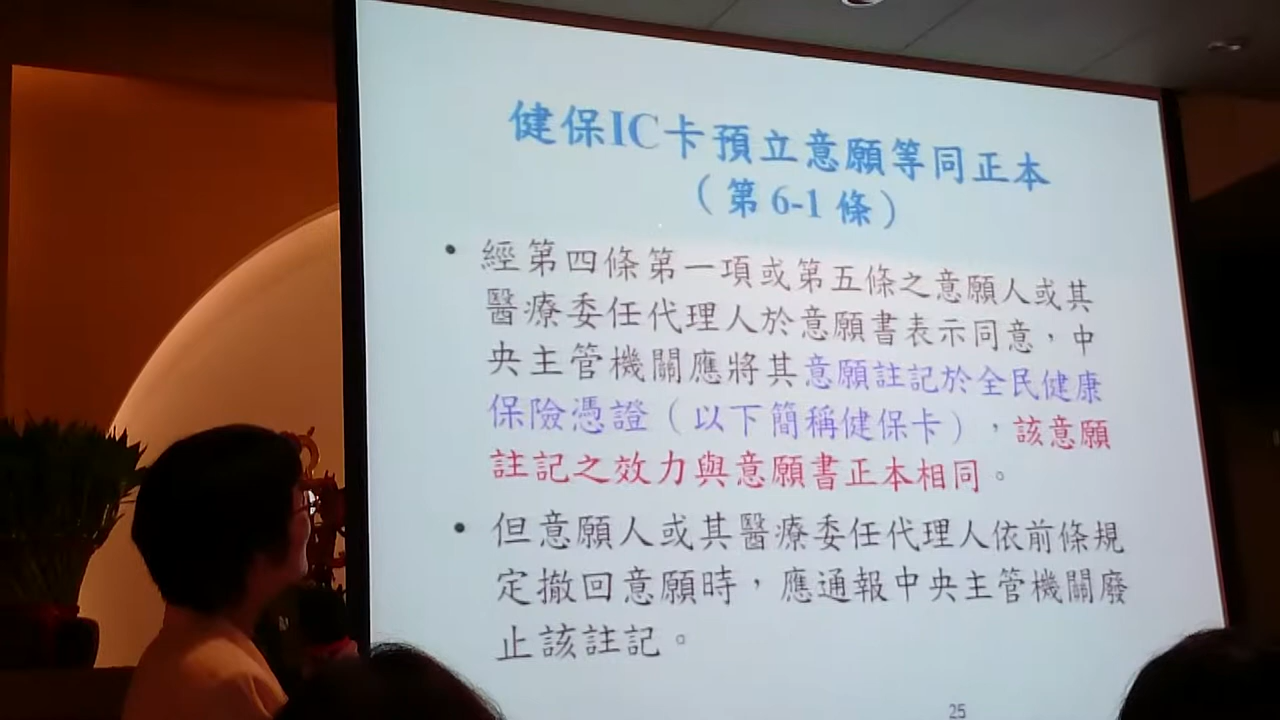 健保IC卡預立意願等同正本
（第 6-1 條）
• 經第四條第一項或第五條之意願人或其
醫療委任代理人於意願書表示同意，中
央主管機關應將其意願註記於全民健康
保險憑證（以下簡稱健保卡），該意願
註記之效力與意願書正本相同。
• 但意願人或其醫療委任代理人依前條規
定撤回意願時，應通報中央主管機關廢
止該註記。
25